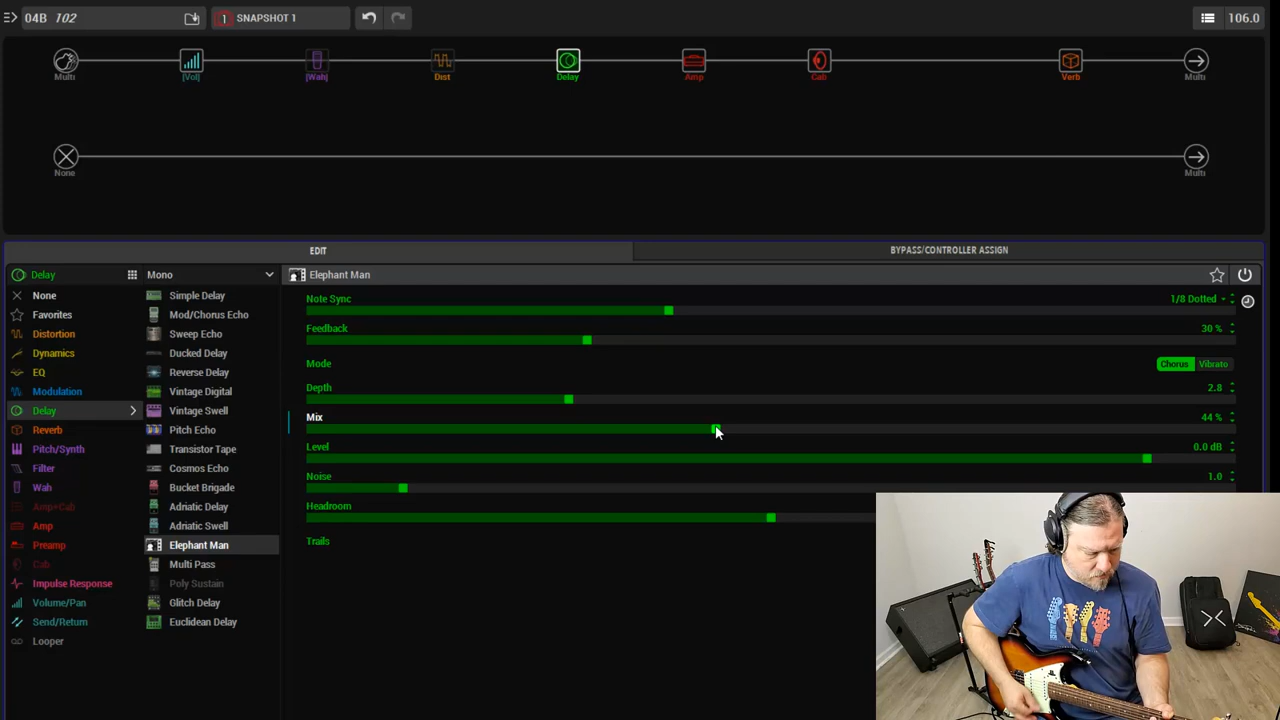 04B 102
1 SNAPSHOT 1
106.0
Multi [Vol] [Wah] Dist Delay Amp Cab Verb Multi
None Multi
EDIT BYPASS/CONTROLLER ASSIGN
Delay Mono Elephant Man
None
Favorites
Distortion
Dynamics
EQ
Modulation
Delay
Reverb
Pitch/Synth
Filter
Wah
Amp+Cab
Amp
Preamp
Cab
Impulse Response
Volume/Pan
Send/Return
Looper
Simple Delay
Mod/Chorus Echo
Sweep Echo
Ducked Delay
Reverse Delay
Vintage Digital
Vintage Swell
Pitch Echo
Transistor Tape
Cosmos Echo
Bucket Brigade
Adriatic Delay
Adriatic Swell
Elephant Man
Multi Pass
Poly Sustain
Glitch Delay
Euclidean Delay
Note Sync 1/8 Dotted
Feedback 30 %
Mode Chorus Vibrato
Depth 2.8
Mix 44 %
Level 0.0 dB
Noise 1.0
Headroom
Trails